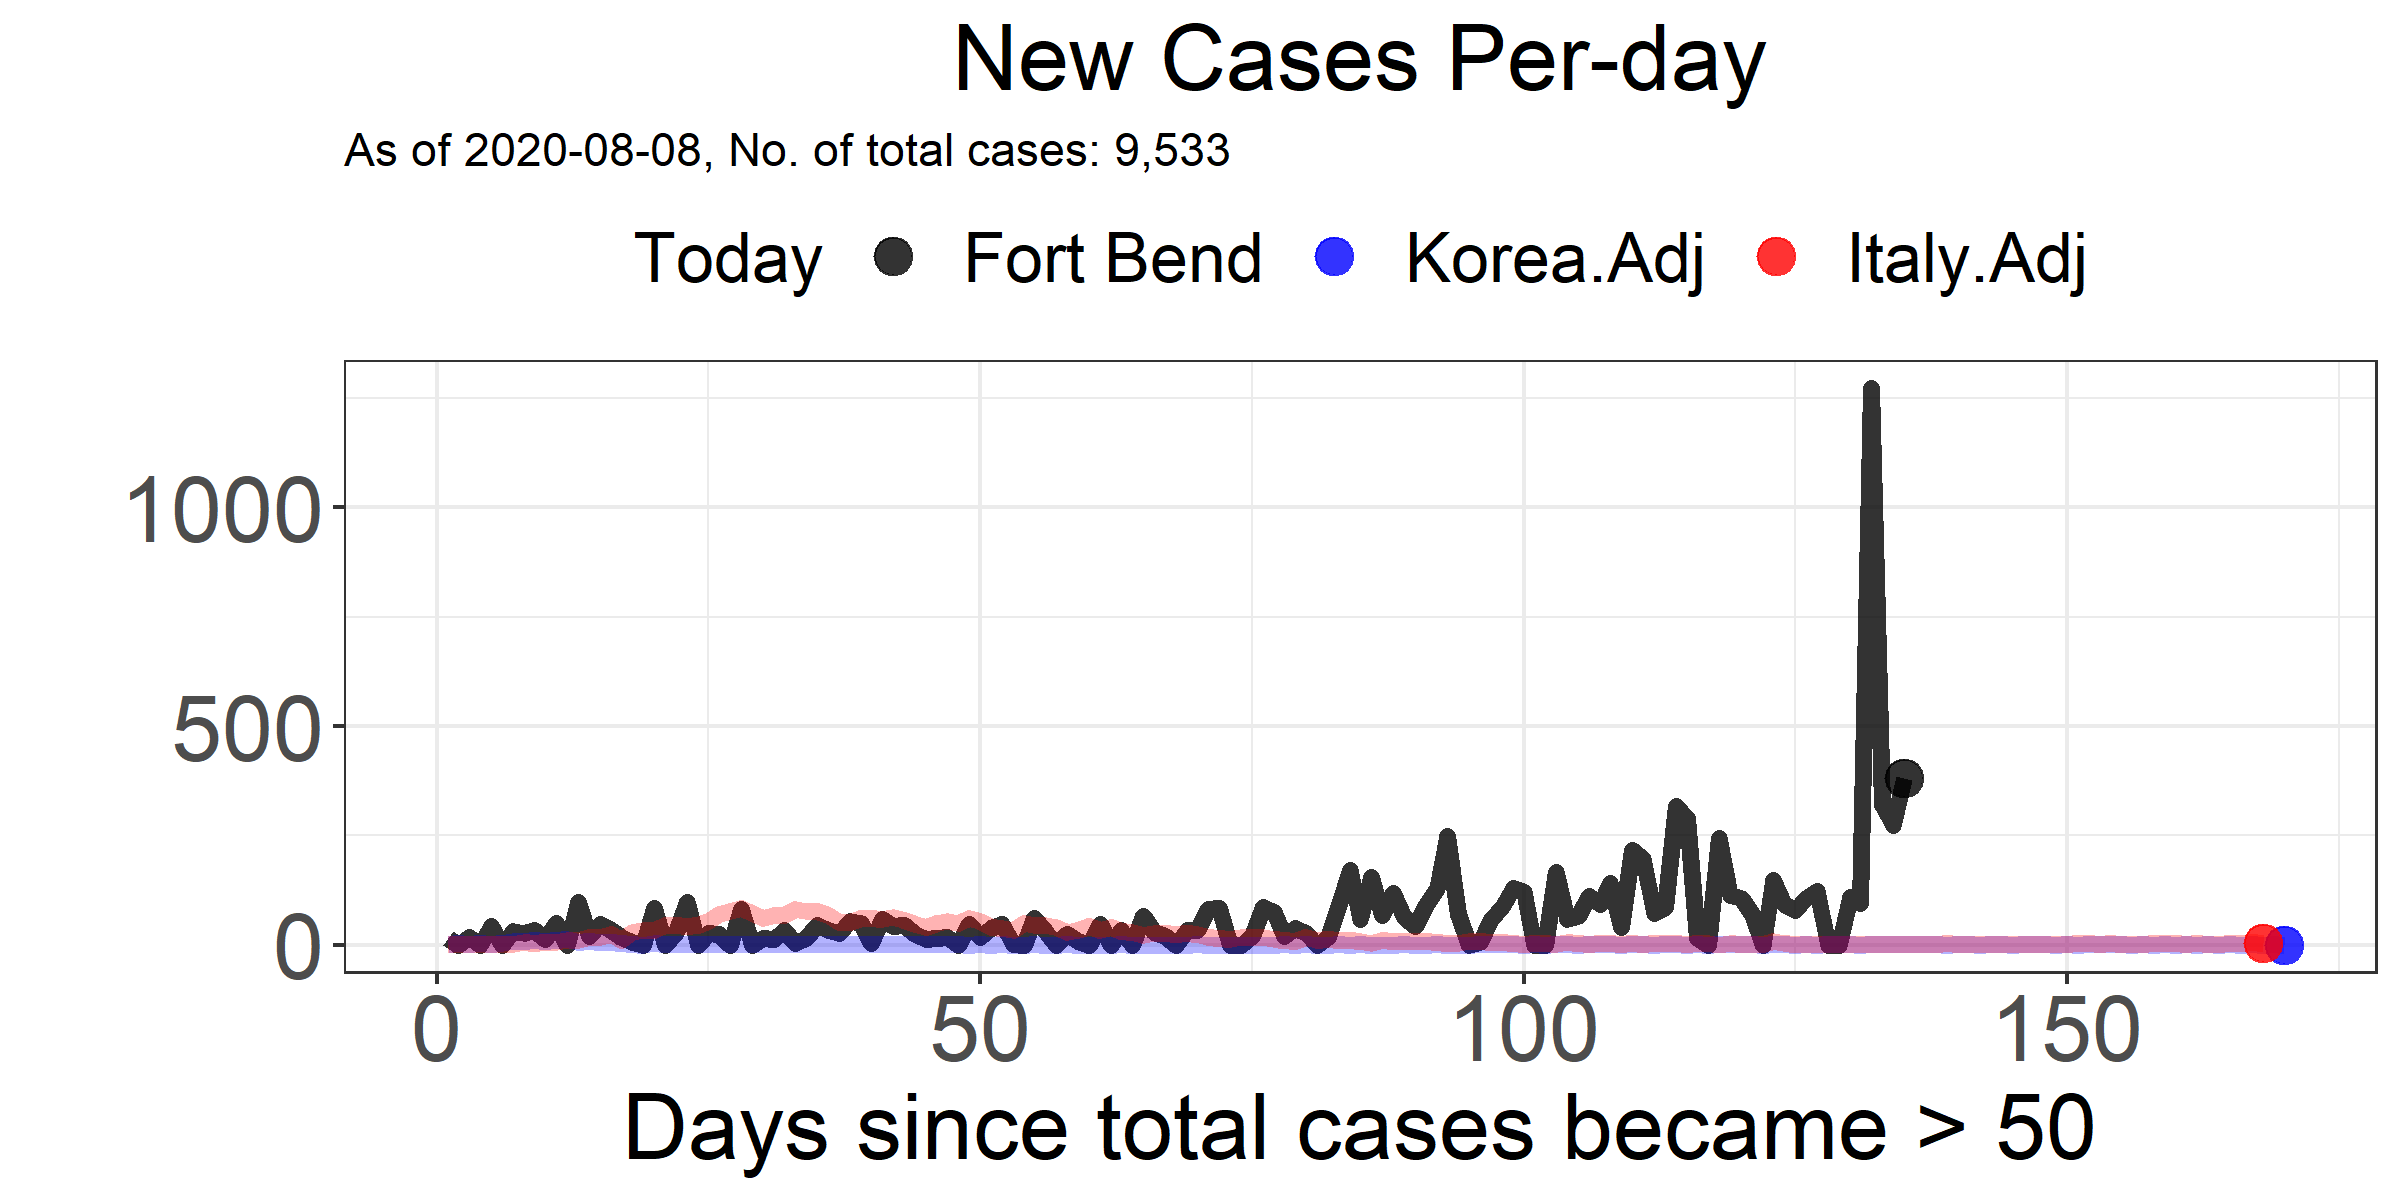 New Cases Per-day
As of 2020-08-08, No. of total cases: 9,533
Today Fort Bend Korea.Adj Italy.Adj
1000
500
0
0 50 100 150
Days since total cases became > 50